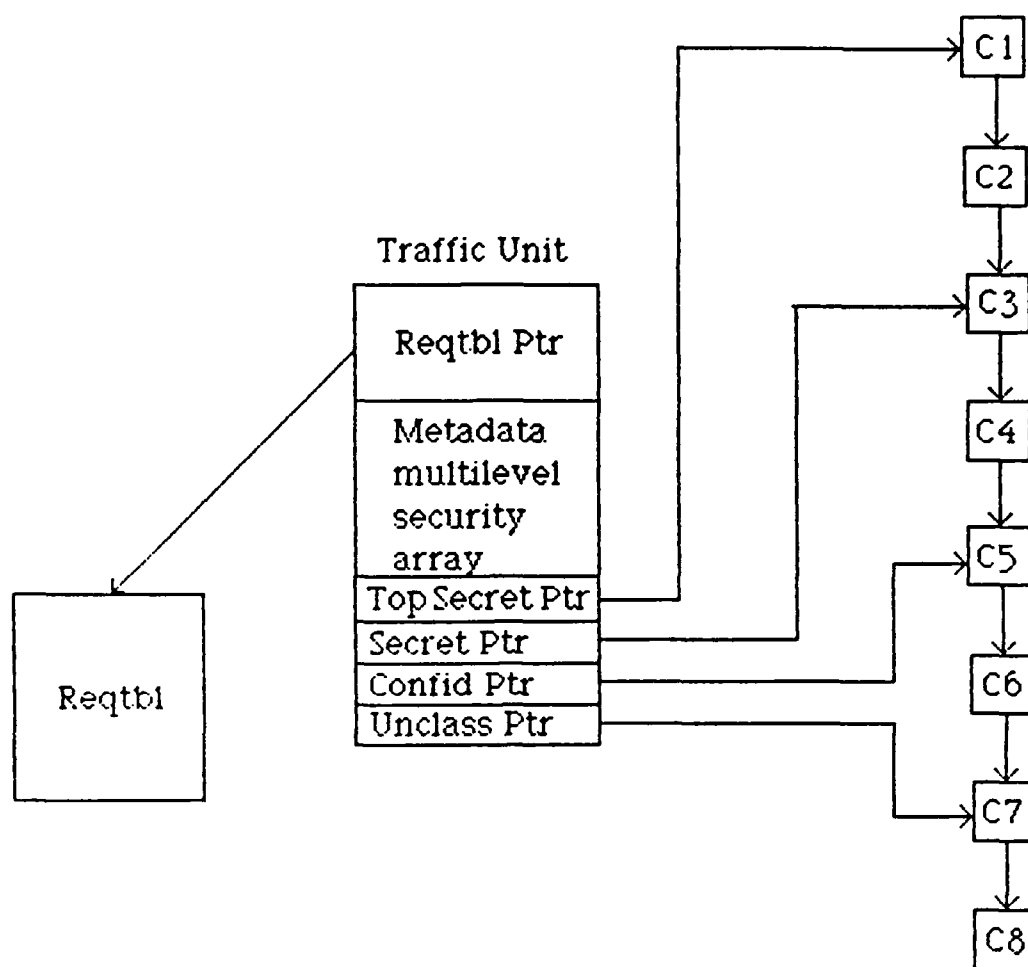 C1
C2
Traffic Unit
Reqtbl Ptr
C3
Metadata
multilevel
security
array
C4
C5
Top Secret Ptr
Secret Ptr
Confid Ptr
Unclass Ptr
Reqtbl
C6
C7
C8